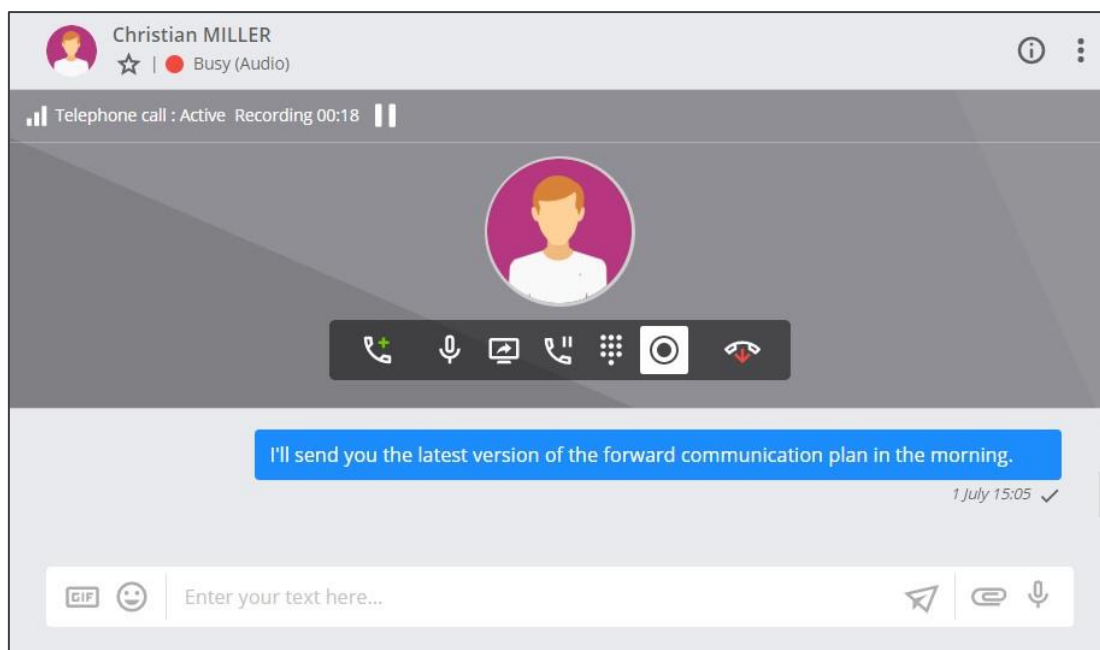 Christian MILLER
| Busy (Audio)
Telephone call : Active Recording 00:18
I'll send you the latest version of the forward communication plan in the morning.
1 July 15:05
GIF
Enter your text here...